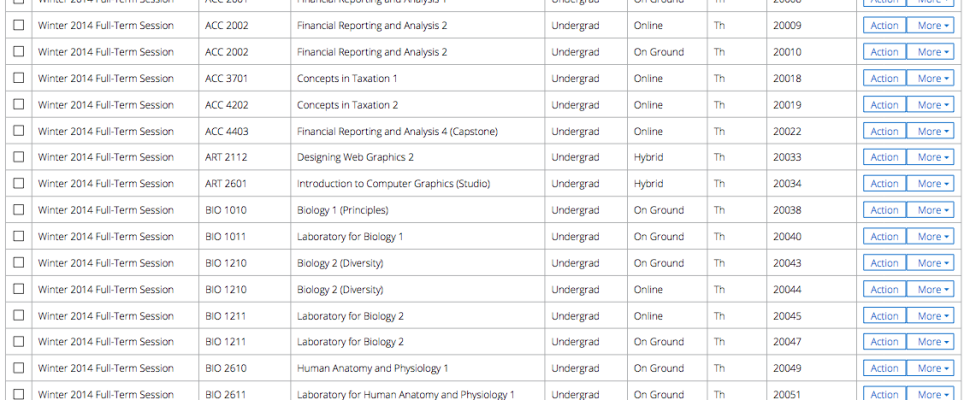 Winter 2014 Full-Term Session ACC 2001 Financial Reporting and Analysis 1 Undergrad On Ground Th 20008 Action More
Winter 2014 Full-Term Session ACC 2002 Financial Reporting and Analysis 2 Undergrad Online Th 20009 Action More
Winter 2014 Full-Term Session ACC 2002 Financial Reporting and Analysis 2 Undergrad On Ground Th 20010 Action More
Winter 2014 Full-Term Session ACC 3701 Concepts in Taxation 1 Undergrad Online Th 20018 Action More
Winter 2014 Full-Term Session ACC 4202 Concepts in Taxation 2 Undergrad Online Th 20019 Action More
Winter 2014 Full-Term Session ACC 4403 Financial Reporting and Analysis 4 (Capstone) Undergrad Online Th 20022 Action More
Winter 2014 Full-Term Session ART 2112 Designing Web Graphics 2 Undergrad Hybrid Th 20033 Action More
Winter 2014 Full-Term Session ART 2601 Introduction to Computer Graphics (Studio) Undergrad Hybrid Th 20034 Action More
Winter 2014 Full-Term Session BIO 1010 Biology 1 (Principles) Undergrad On Ground Th 20038 Action More
Winter 2014 Full-Term Session BIO 1011 Laboratory for Biology 1 Undergrad On Ground Th 20040 Action More
Winter 2014 Full-Term Session BIO 1210 Biology 2 (Diversity) Undergrad On Ground Th 20043 Action More
Winter 2014 Full-Term Session BIO 1210 Biology 2 (Diversity) Undergrad Online Th 20044 Action More
Winter 2014 Full-Term Session BIO 1211 Laboratory for Biology 2 Undergrad Online Th 20045 Action More
Winter 2014 Full-Term Session BIO 1211 Laboratory for Biology 2 Undergrad On Ground Th 20047 Action More
Winter 2014 Full-Term Session BIO 2610 Human Anatomy and Physiology 1 Undergrad On Ground Th 20049 Action More
Winter 2014 Full-Term Session BIO 2611 Laboratory for Human Anatomy and Physiology 1 Undergrad On Ground Th 20051 Action More